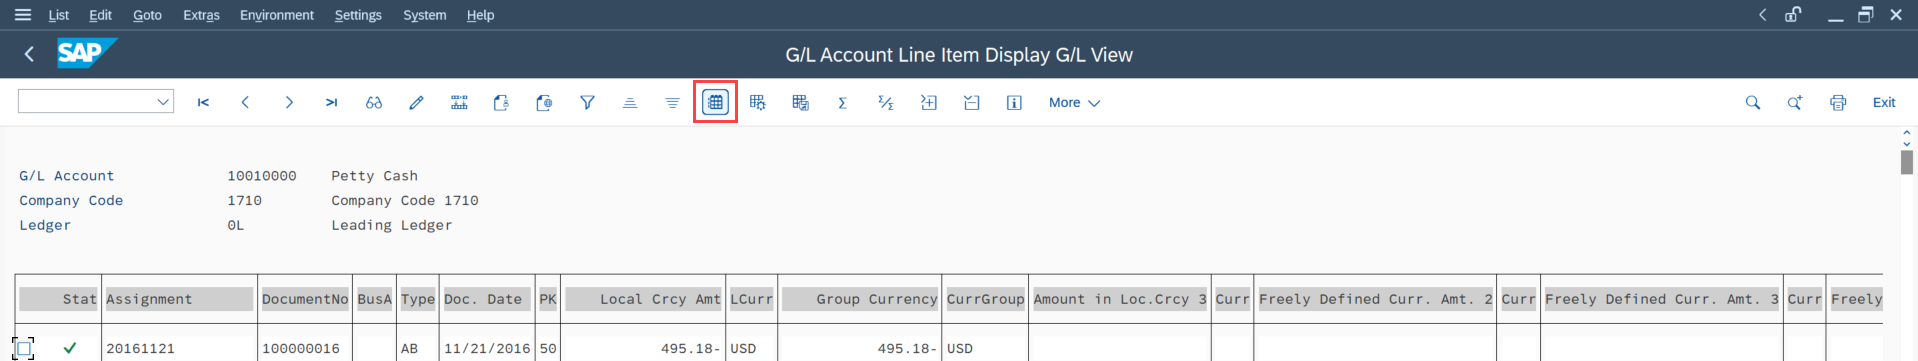 List Edit Goto Extras Environment Settings System Help
SAP G/L Account Line Item Display G/L View
More Exit
G/L Account 10010000 Petty Cash
Company Code 1710 Company Code 1710
Ledger 0L Leading Ledger
Stat Assignment DocumentNo BusA Type Doc. Date PK Local Crcy Amt LCurr Group Currency CurrGroup Amount in Loc.Crcy 3 Curr Freely Defined Curr. Amt. 2 Curr Freely Defined Curr. Amt. 3 Curr Freely
20161121 100000016 AB 11/21/2016 50 495.18- USD 495.18- USD